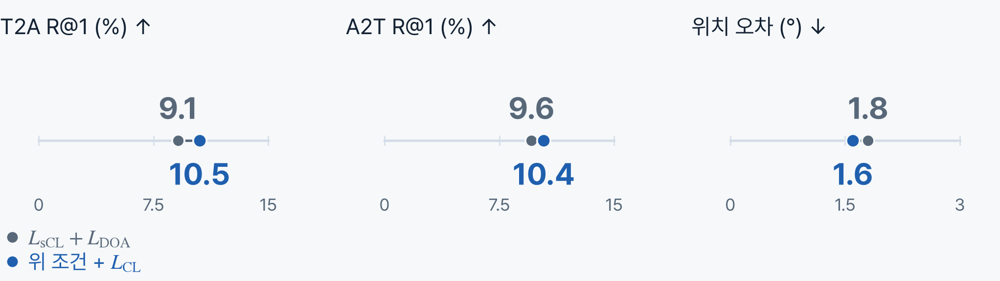 T2A R@1 (%) ↑
A2T R@1 (%) ↑
위치 오차 (°) ↓
9.1
9.6
1.8
10.5
10.4
1.6
0 7.5 15
0 7.5 15
0 1.5 3
L_sCL + L_DOA
위 조건 + L_CL